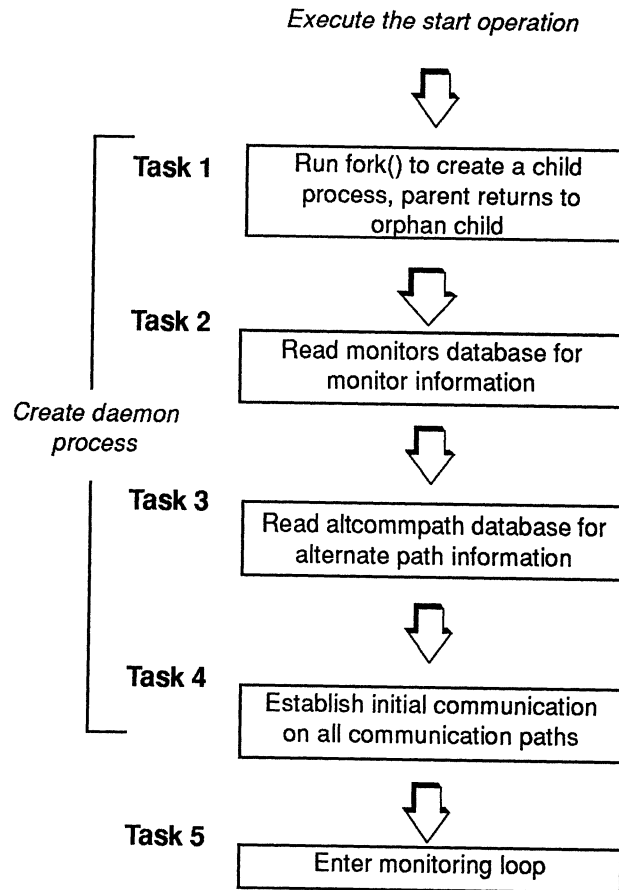 Execute the start operation
Task 1
Run fork() to create a child
process, parent returns to
orphan child
Task 2
Read monitors database for
monitor information
Create daemon
process
Task 3
Read altcommpath database for
alternate path information
Task 4
Establish initial communication
on all communication paths
Task 5
Enter monitoring loop